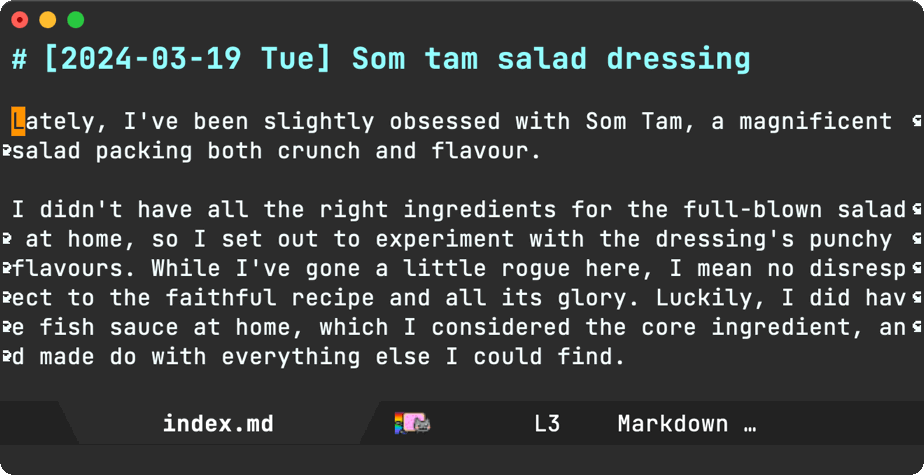 # [2024-03-19 Tue] Som tam salad dressing
Lately, I've been slightly obsessed with Som Tam, a magnificent
salad packing both crunch and flavour.
I didn't have all the right ingredients for the full-blown salad
at home, so I set out to experiment with the dressing's punchy
flavours. While I've gone a little rogue here, I mean no disresp
ect to the faithful recipe and all its glory. Luckily, I did hav
e fish sauce at home, which I considered the core ingredient, an
d made do with everything else I could find.
index.md L3 Markdown …